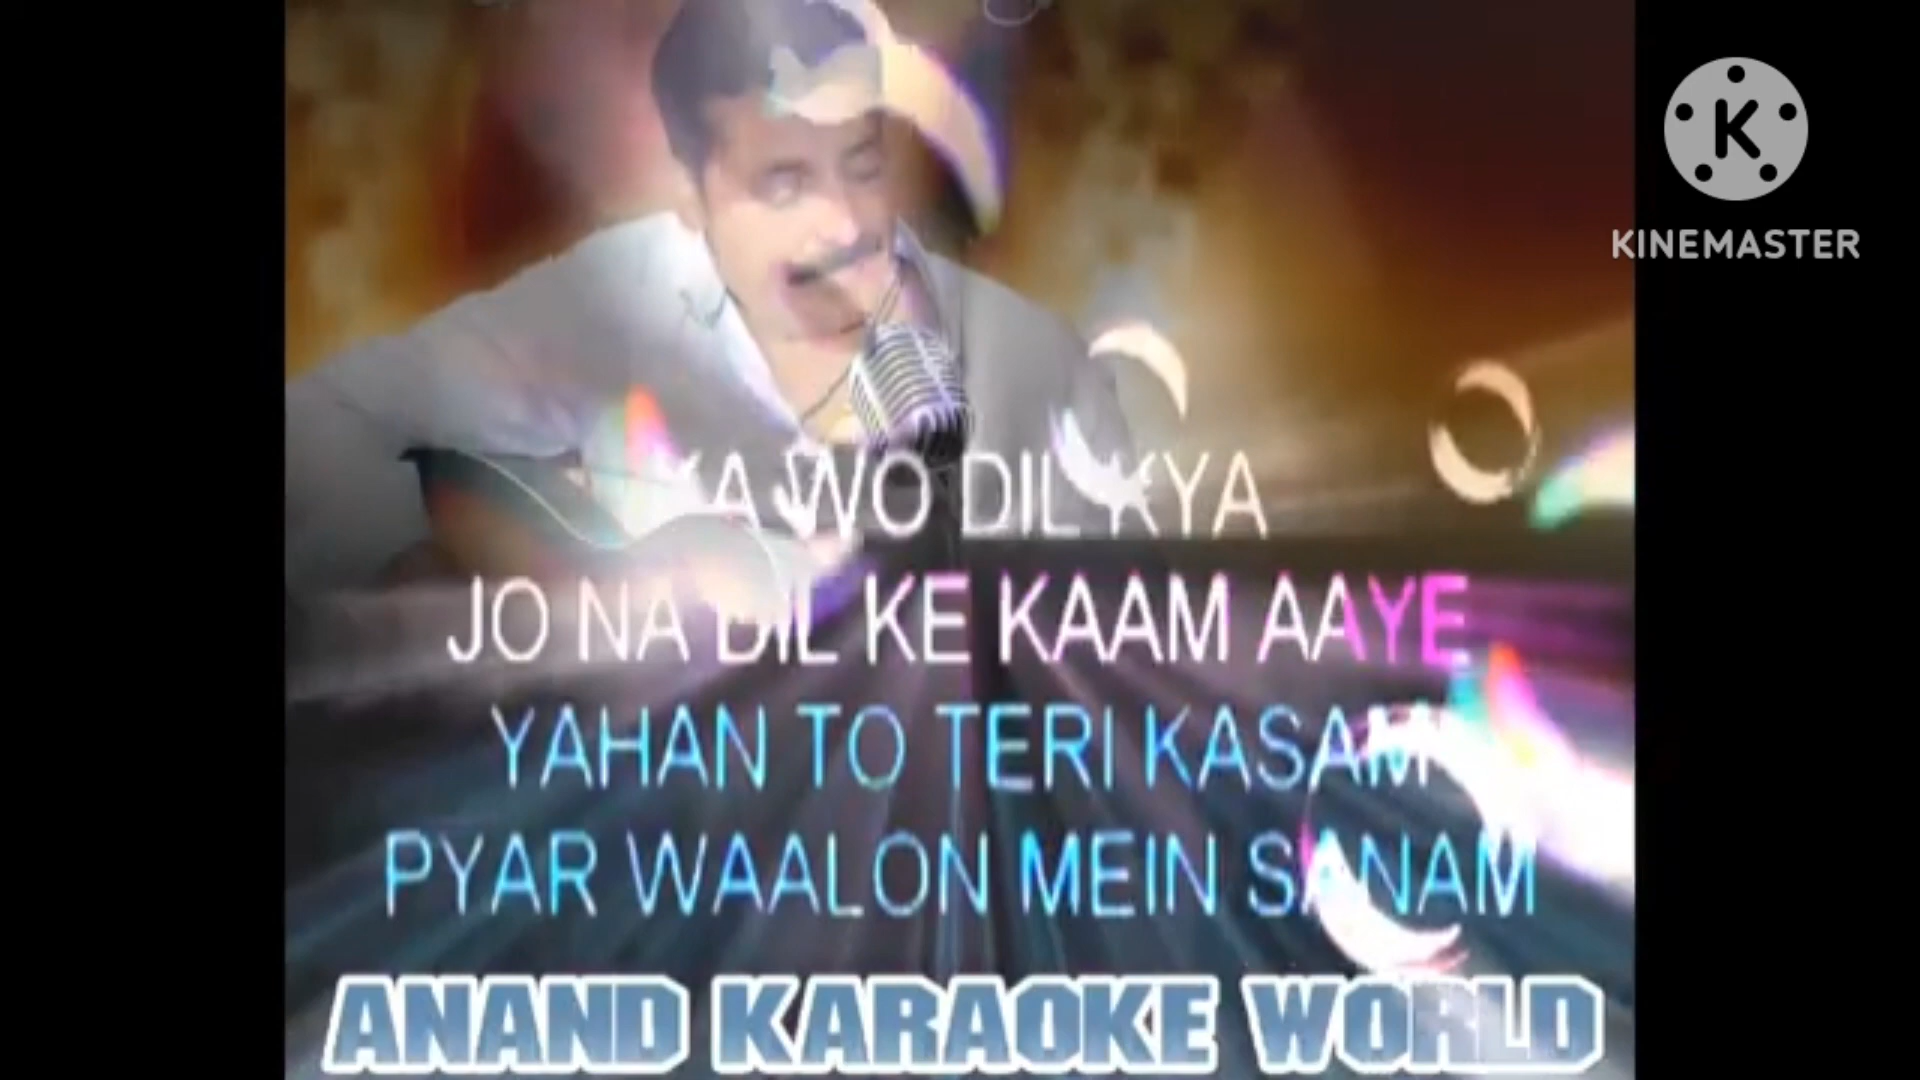 KINEMASTER
KA WO DIL KYA
JO NA DIL KE KAAM AAYE
YAHAN TO TERI KASAM
PYAR WAALON MEIN SANAM
ANAND KARAOKE WORLD